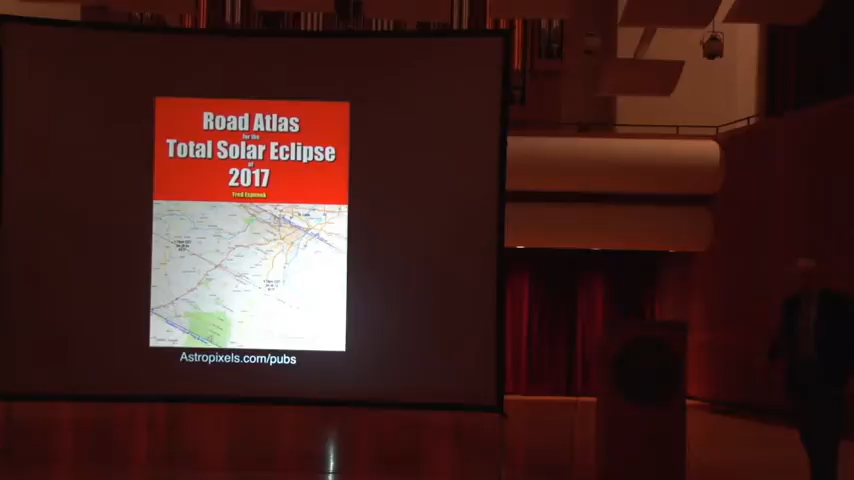 Road Atlas
for the
Total Solar Eclipse
of
2017
Fred Espenak
Astropixels.com/pubs